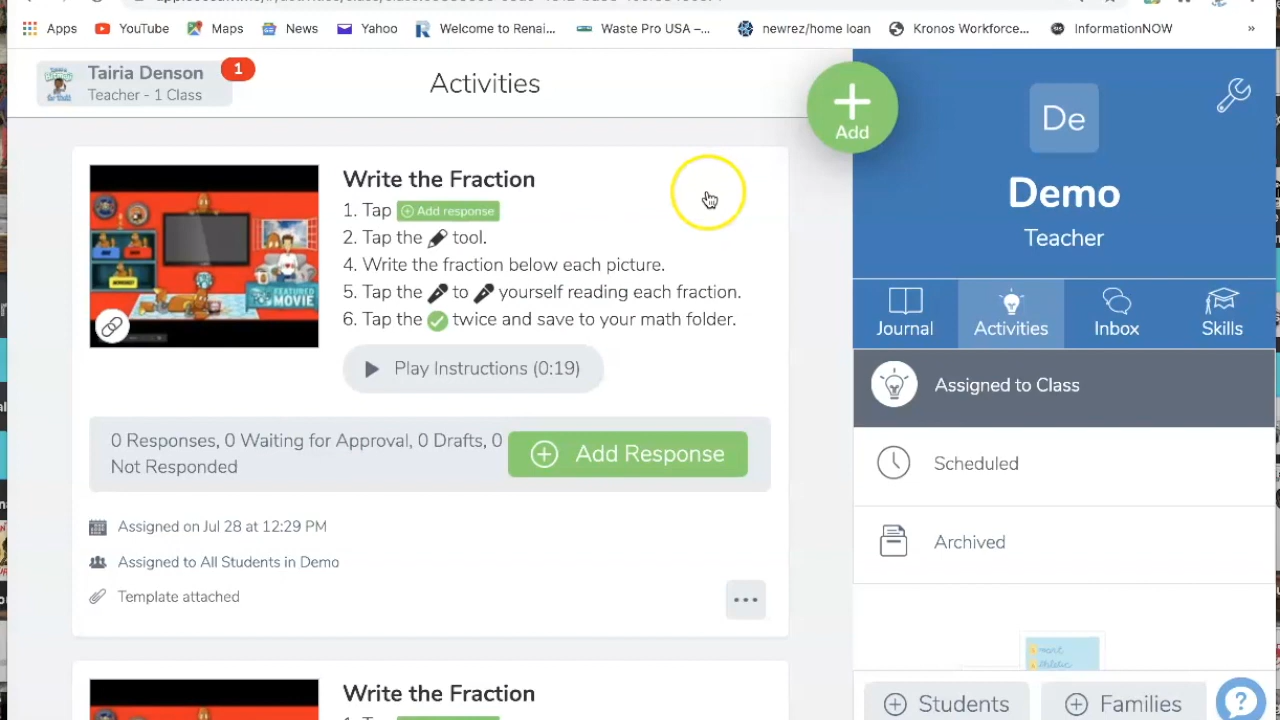 Apps YouTube Maps News Yahoo Welcome to Renai... Waste Pro USA –... newrez/home loan Kronos Workforce... InformationNOW »
Tairia Denson 1
Teacher - 1 Class
Activities
Add
De
Demo
Teacher
Journal Activities Inbox Skills
Assigned to Class
Scheduled
Archived
Students Families ?
Write the Fraction
1. Tap Add response
2. Tap the tool.
4. Write the fraction below each picture.
5. Tap the to yourself reading each fraction.
6. Tap the twice and save to your math folder.
Play Instructions (0:19)
FEATURED
MOVIE
0 Responses, 0 Waiting for Approval, 0 Drafts, 0
Not Responded
Add Response
Assigned on Jul 28 at 12:29 PM
Assigned to All Students in Demo
Template attached
Write the Fraction
1. Tap